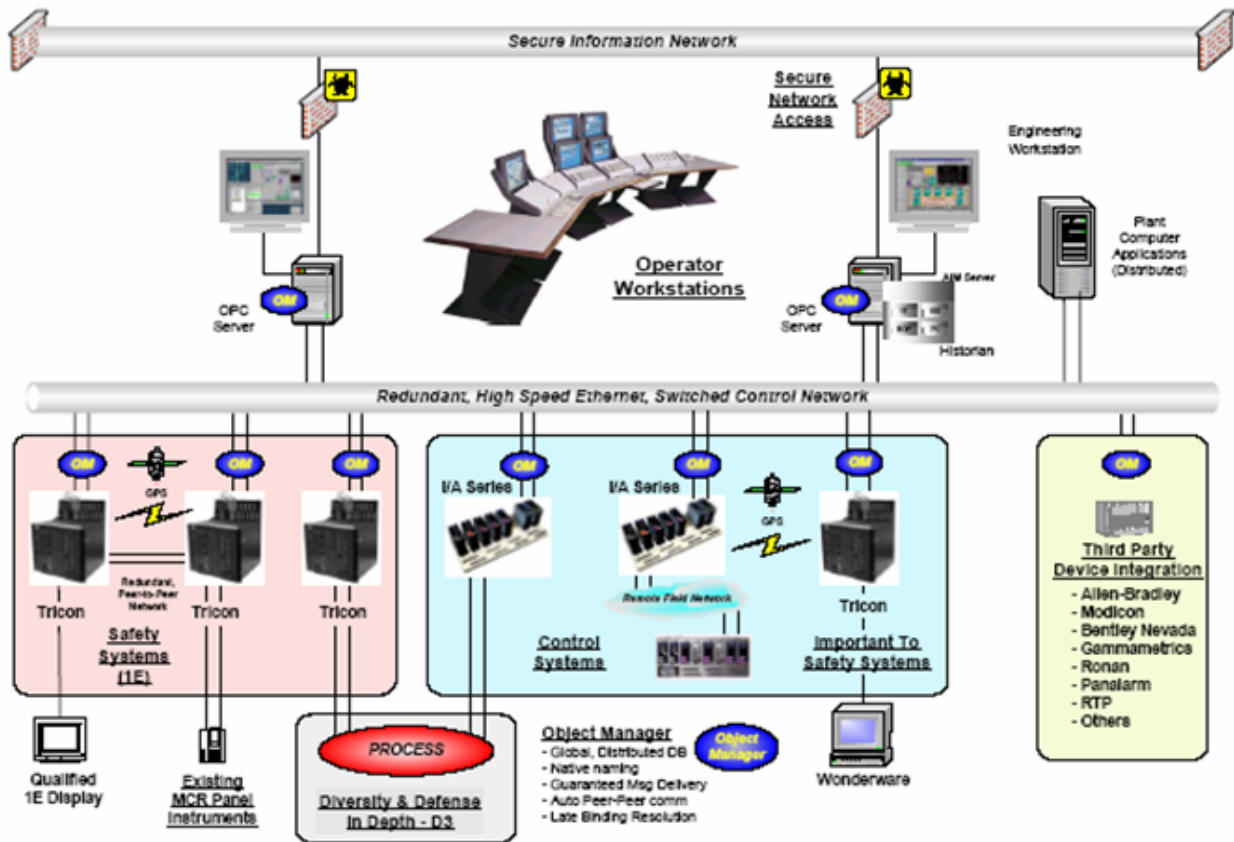 Secure Information Network
Secure
Network
Access
Engineering
Workstation
Plant
Computer
Applications
(Distributed)
Operator
Workstations
OM
OPC
Server
AIM Server
OM
OPC
Server
Historian
Redundant, High Speed Ethernet, Switched Control Network
OM
GPS
OM
OM
Redundant,
Peer-to-Peer
Network
Tricon
Tricon
Tricon
Safety
Systems
(1E)
OM
I/A Series
OM
I/A Series
GPS
OM
Remote Field Network
Tricon
Control
Systems
Important To
Safety Systems
OM
Third Party
Device Integration
- Allen-Bradley
- Modicon
- Bentley Nevada
- Gammametrics
- Ronan
- Panalarm
- RTP
- Others
Qualified
1E Display
Existing
MCR Panel
Instruments
PROCESS
Diversity & Defense
In Depth - D3
Object Manager
- Global, Distributed DB
- Native naming
- Guaranteed Msg Delivery
- Auto Peer-Peer comm
- Late Binding Resolution
Object
Manager
Wonderware